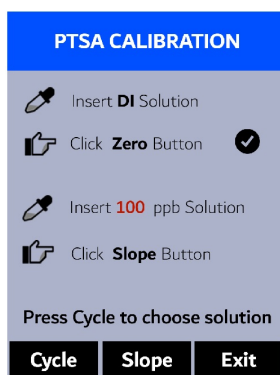 PTSA CALIBRATION
Insert DI Solution
Click Zero Button
Insert 100 ppb Solution
Click Slope Button
Press Cycle to choose solution
Cycle Slope Exit